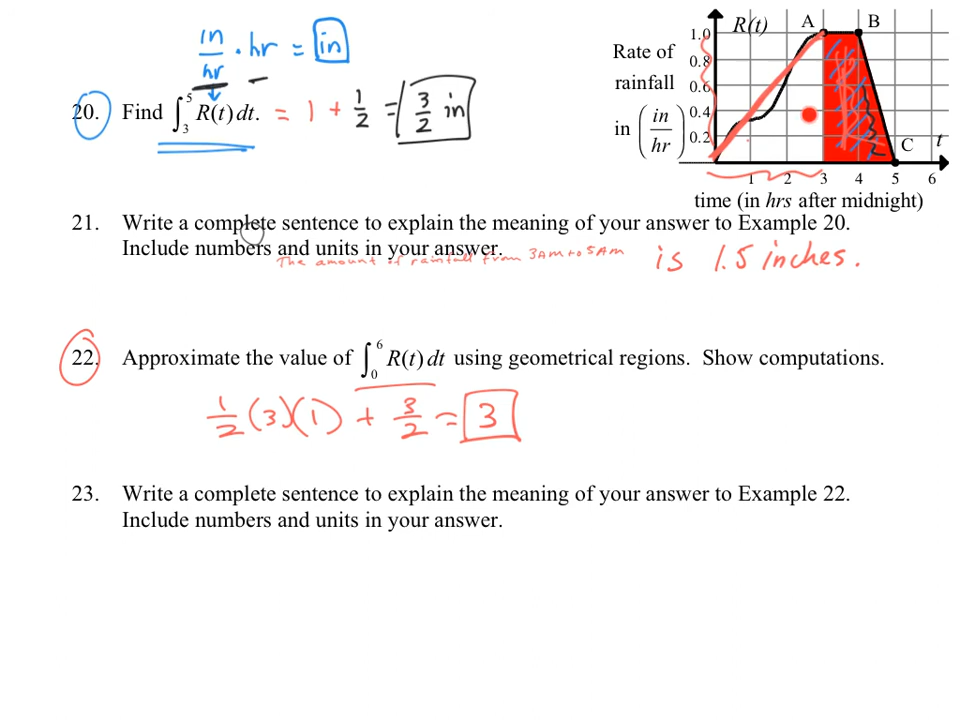 in/hr · hr = in
20. Find ∫₃⁵ R(t) dt. = 1 + 1/2 = 3/2 in
R(t) A B
1.0
Rate of 0.8
rainfall 0.6
in (in/hr) 0.4
0.2 C t
1 2 3 4 5 6
time (in hrs after midnight)
21. Write a complete sentence to explain the meaning of your answer to Example 20.
Include numbers and units in your answer.
The amount of rainfall from 3AM to 5AM is 1.5 inches.
22. Approximate the value of ∫₀⁶ R(t) dt using geometrical regions. Show computations.
1/2 (3)(1) + 3/2 = 3
23. Write a complete sentence to explain the meaning of your answer to Example 22.
Include numbers and units in your answer.